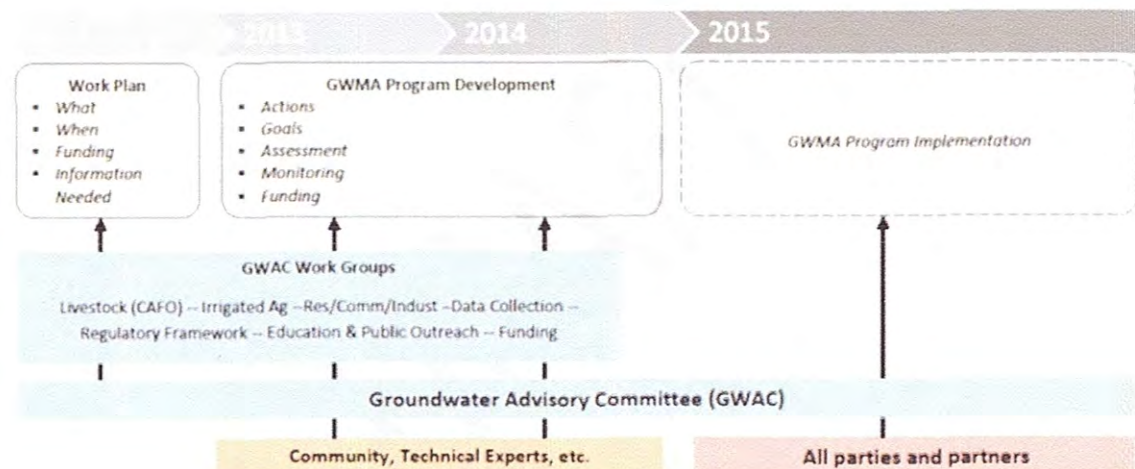 2013
2014
2015
Work Plan
What
When
Funding
Information
Needed
GWMA Program Development
Actions
Goals
Assessment
Monitoring
Funding
GWMA Program Implementation
GWAC Work Groups
Livestock (CAFO) -- Irrigated Ag --Res/Comm/Indust --Data Collection --
Regulatory Framework -- Education & Public Outreach -- Funding
Groundwater Advisory Committee (GWAC)
Community, Technical Experts, etc.
All parties and partners